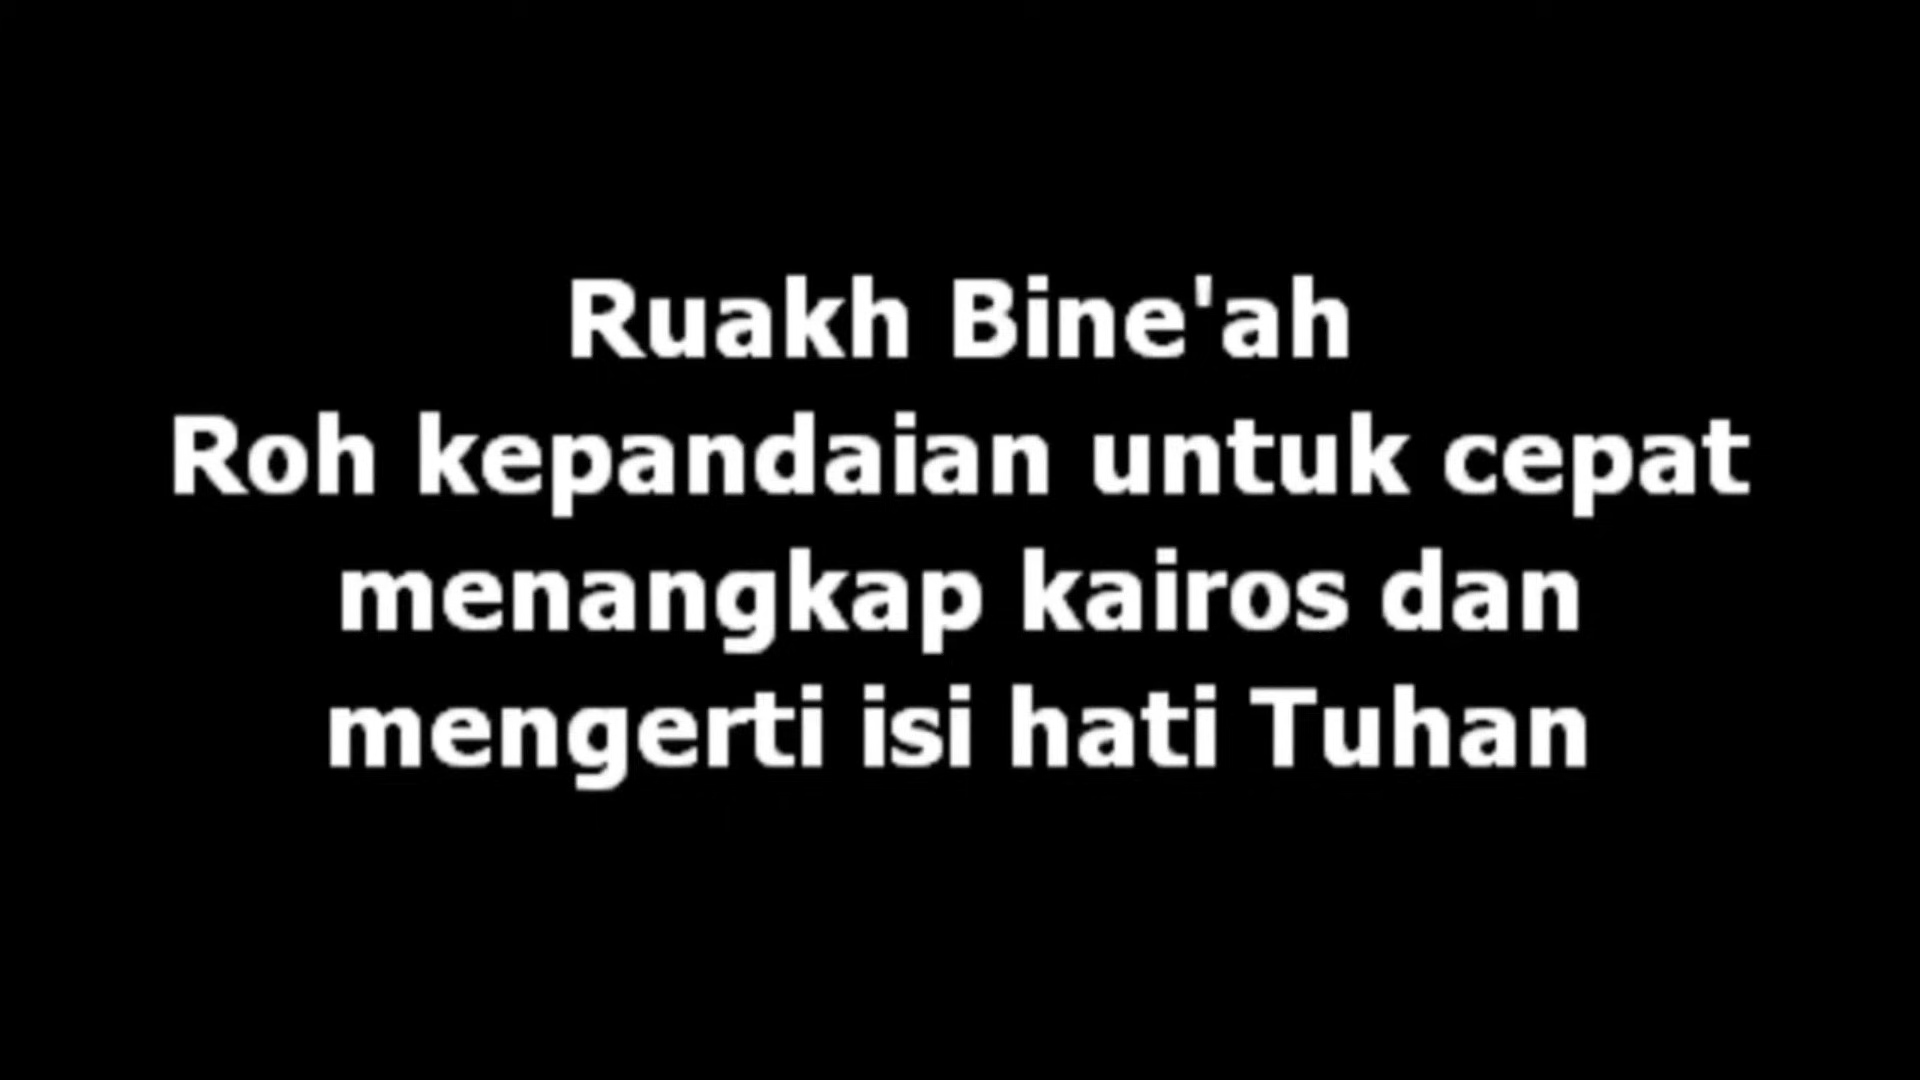 Ruakh Bine'ah
Roh kepandaian untuk cepat
menangkap kairos dan
mengerti isi hati Tuhan